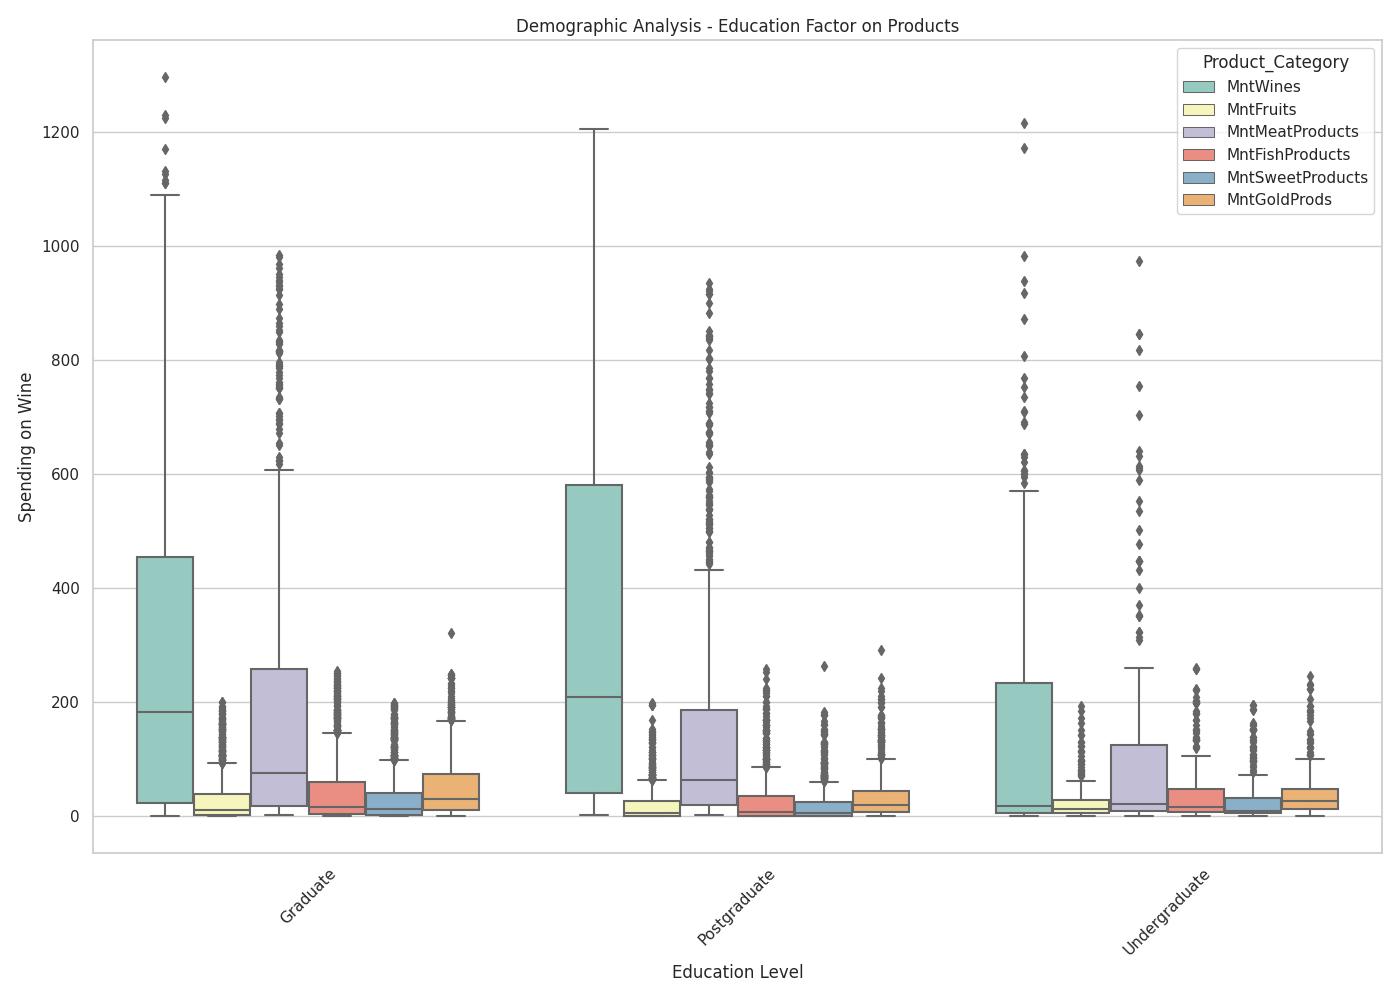 Demographic Analysis - Education Factor on Products
Product_Category
MntWines
MntFruits
MntMeatProducts
MntFishProducts
MntSweetProducts
MntGoldProds
Spending on Wine
1200
1000
800
600
400
200
0
Graduate
Postgraduate
Undergraduate
Education Level